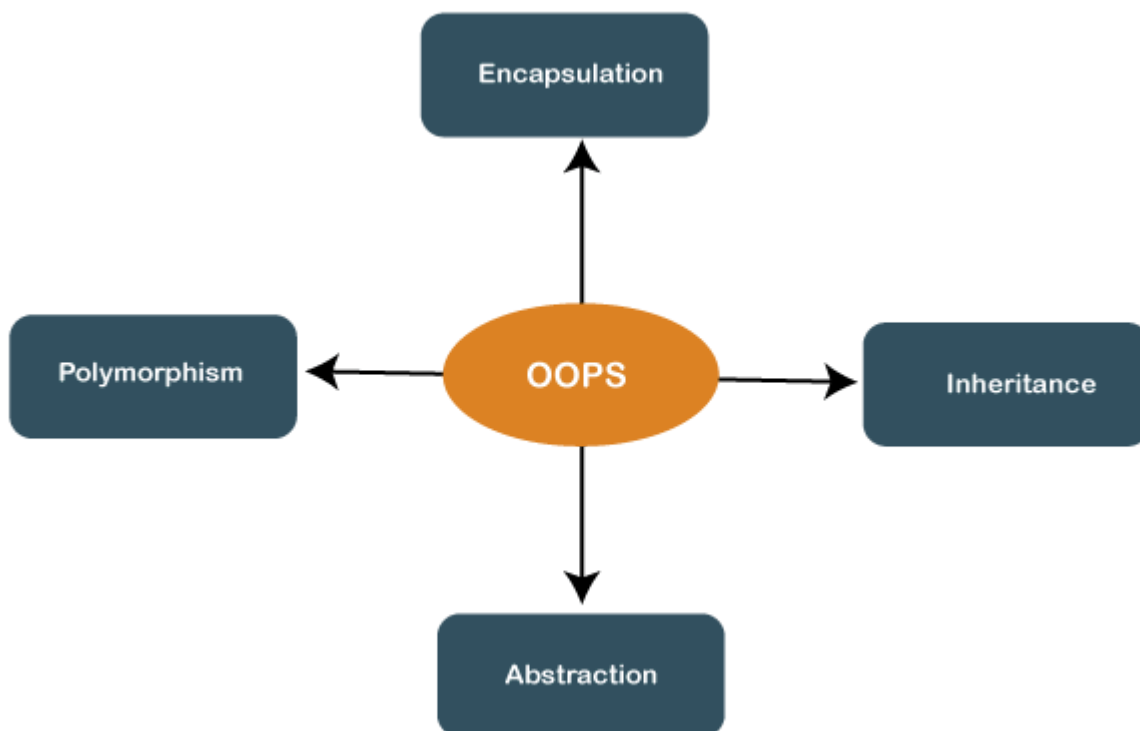 Encapsulation
Polymorphism
OOPS
Inheritance
Abstraction